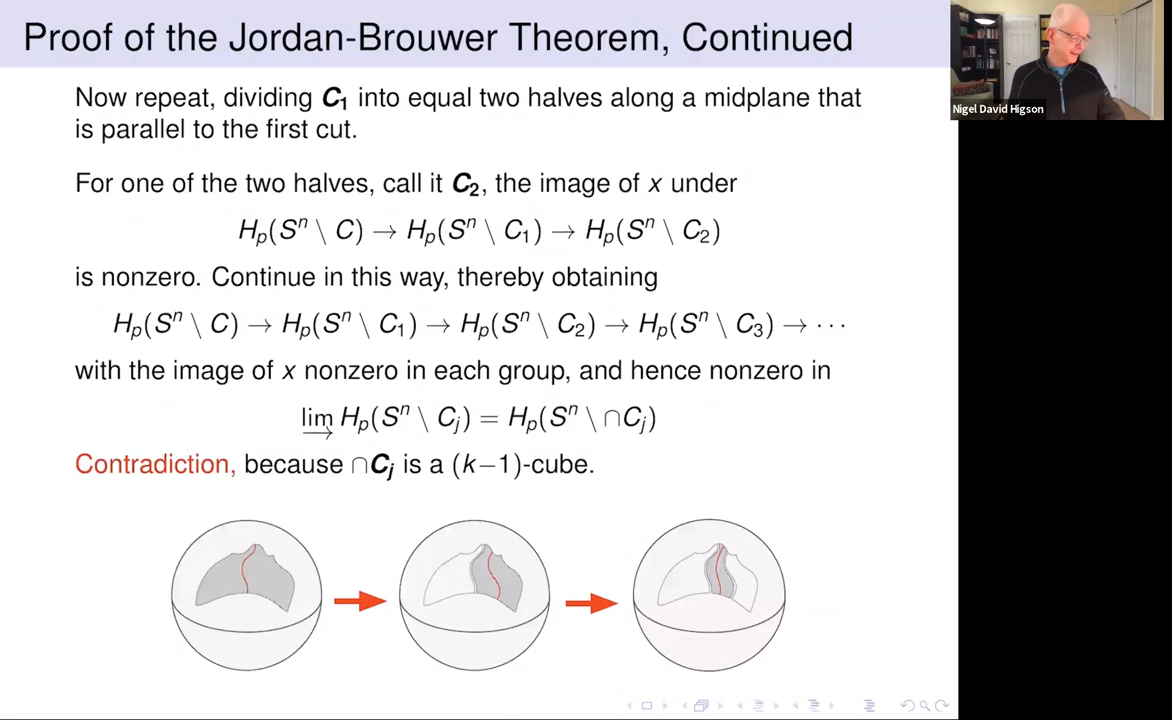 Proof of the Jordan-Brouwer Theorem, Continued
Nigel David Higson
Now repeat, dividing C₁ into equal two halves along a midplane that
is parallel to the first cut.
For one of the two halves, call it C₂, the image of x under
Hₚ(Sⁿ \ C) → Hₚ(Sⁿ \ C₁) → Hₚ(Sⁿ \ C₂)
is nonzero. Continue in this way, thereby obtaining
Hₚ(Sⁿ \ C) → Hₚ(Sⁿ \ C₁) → Hₚ(Sⁿ \ C₂) → Hₚ(Sⁿ \ C₃) → ⋯
with the image of x nonzero in each group, and hence nonzero in
lim→ Hₚ(Sⁿ \ Cⱼ) = Hₚ(Sⁿ \ ∩Cⱼ)
Contradiction, because ∩Cⱼ is a (k−1)-cube.